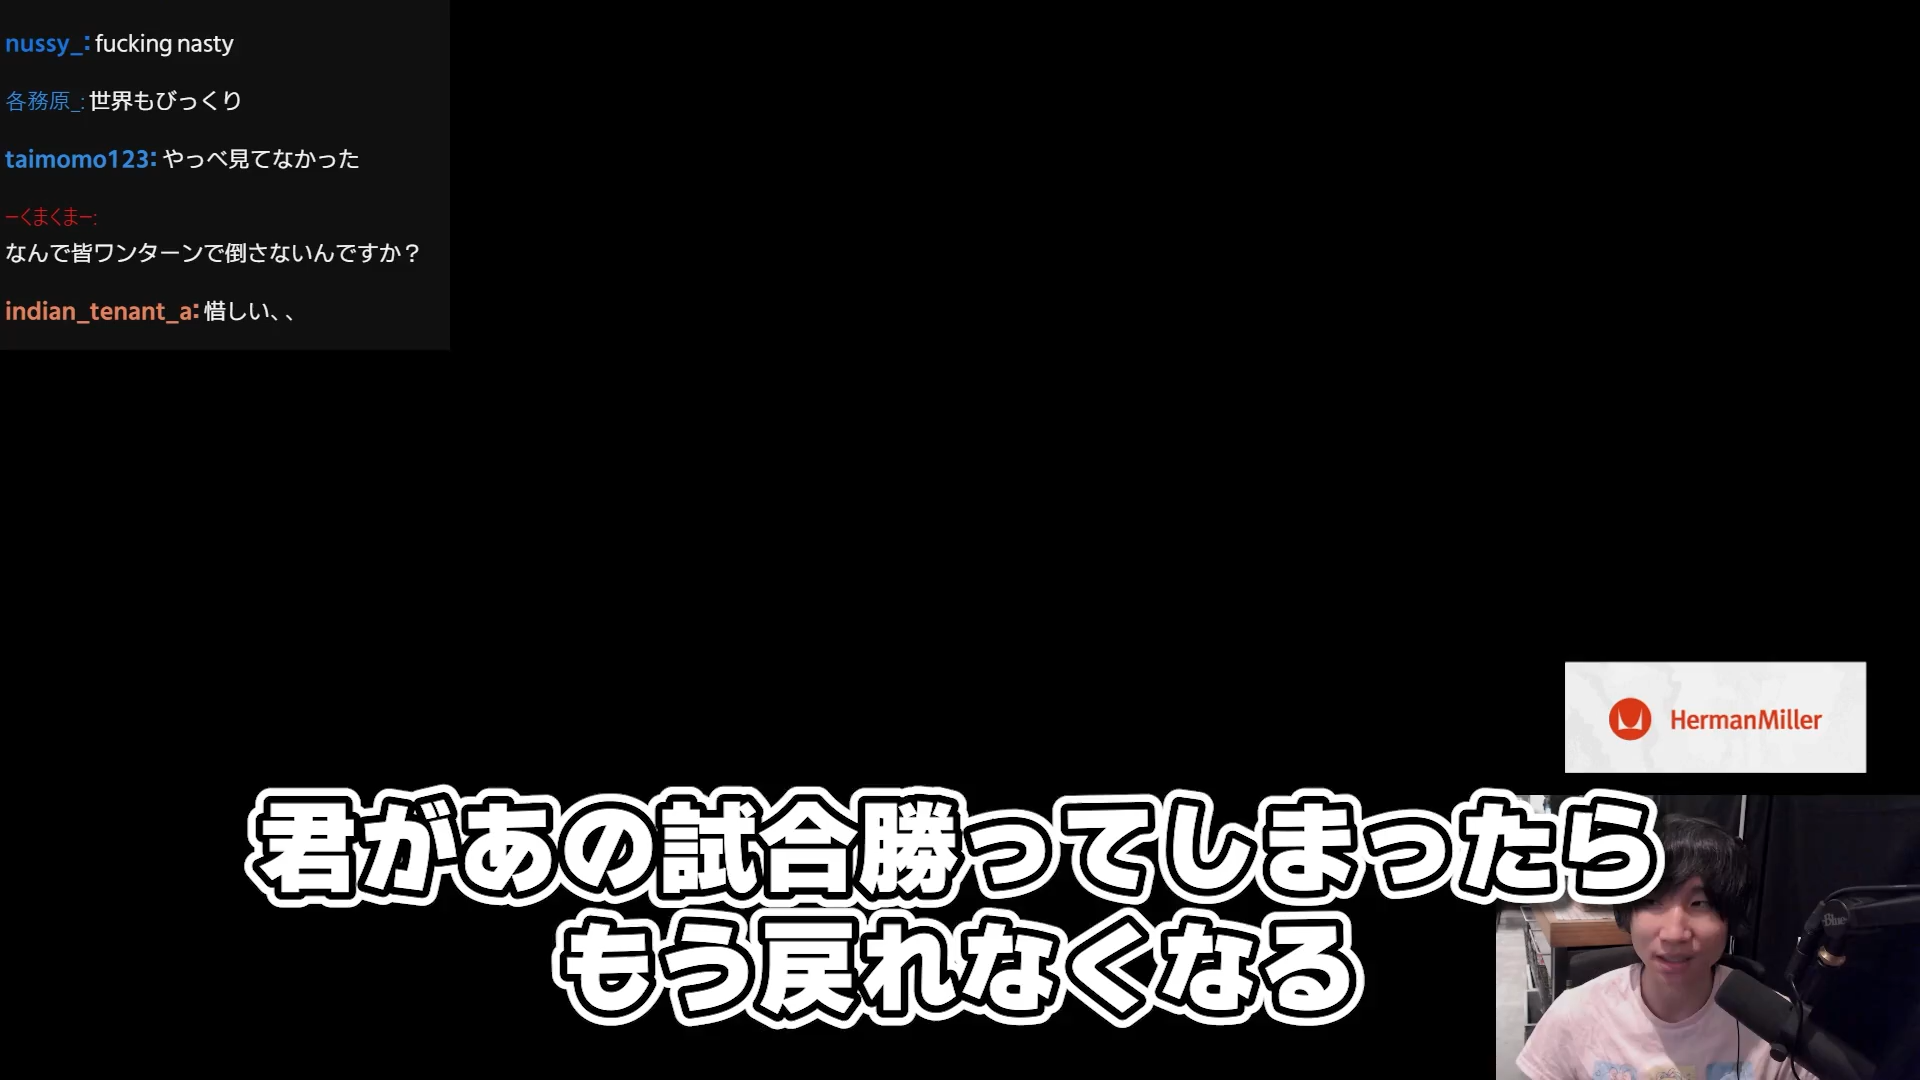 nussy_: fucking nasty
各務原_: 世界もびっくり
taimomo123: やっべ見てなかった
ーくまくまー:
なんで皆ワンターンで倒さないんですか？
indian_tenant_a: 惜しい、、
HermanMiller
君があの試合勝ってしまったら
もう戻れなくなる
Blue